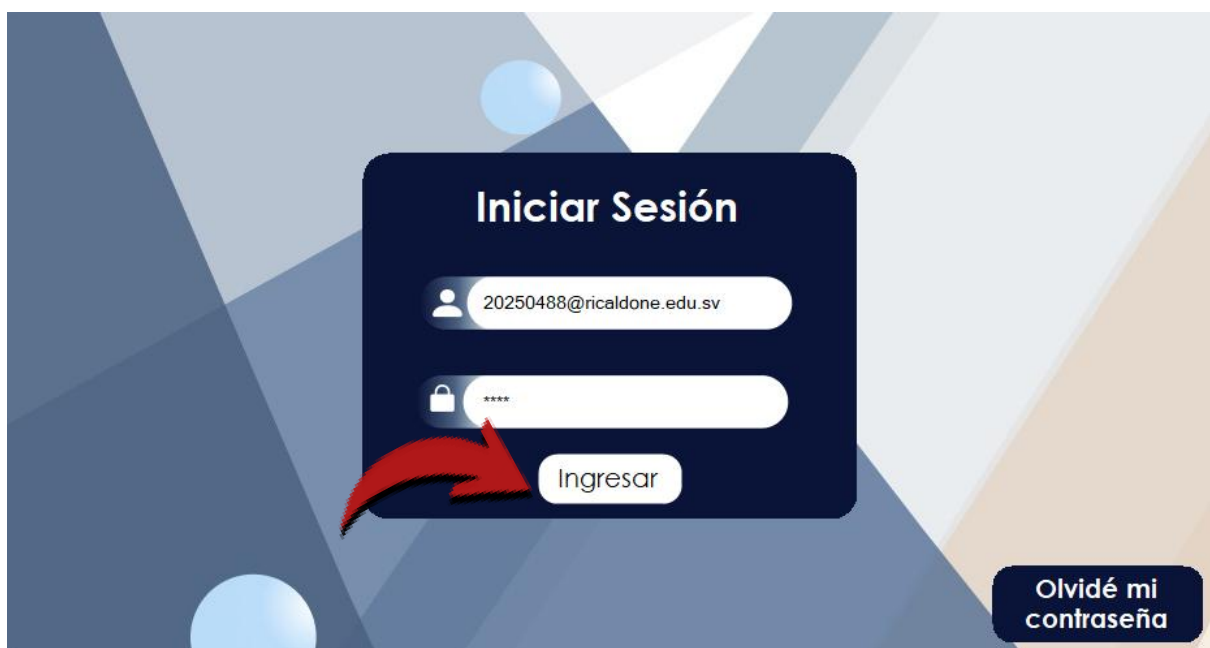 Iniciar Sesión
20250488@ricaldone.edu.sv
****
Ingresar
Olvidé mi
contraseña